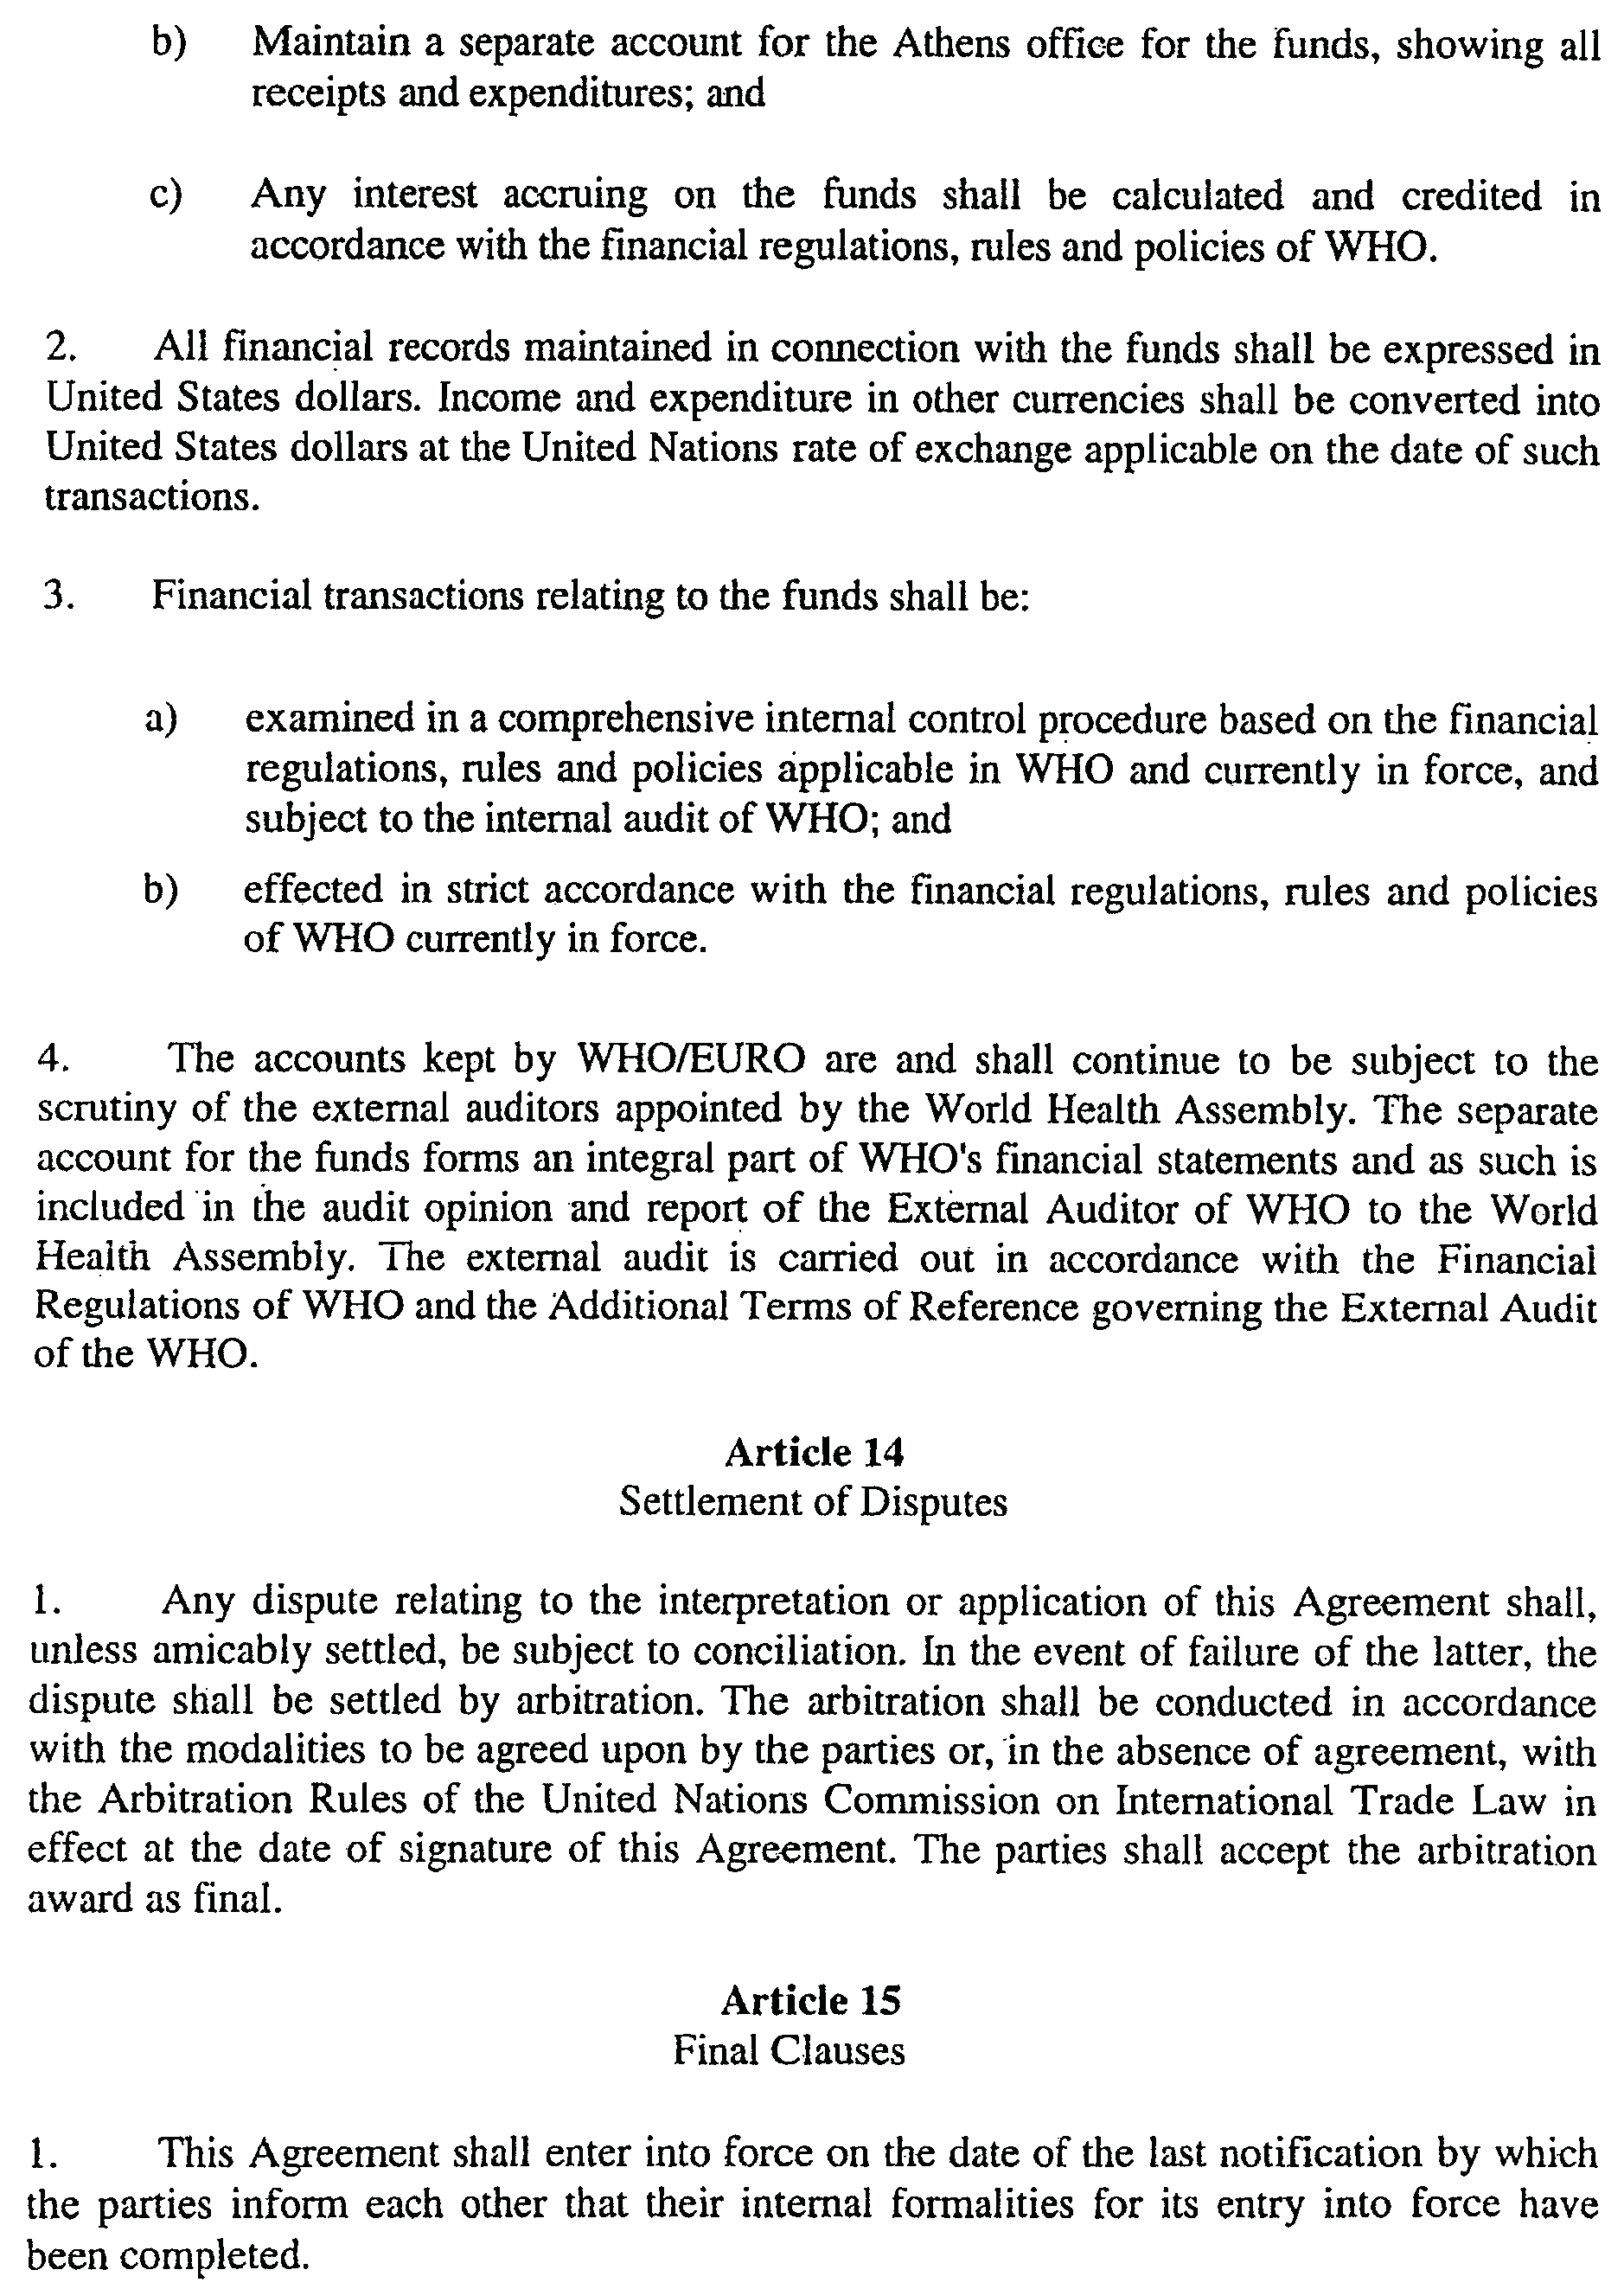 b) Maintain a separate account for the Athens office for the funds, showing all
receipts and expenditures; and
c) Any interest accruing on the funds shall be calculated and credited in
accordance with the financial regulations, rules and policies of WHO.
2. All financial records maintained in connection with the funds shall be expressed in
United States dollars. Income and expenditure in other currencies shall be converted into
United States dollars at the United Nations rate of exchange applicable on the date of such
transactions.
3. Financial transactions relating to the funds shall be:
a) examined in a comprehensive internal control procedure based on the financial
regulations, rules and policies applicable in WHO and currently in force, and
subject to the internal audit of WHO; and
b) effected in strict accordance with the financial regulations, rules and policies
of WHO currently in force.
4. The accounts kept by WHO/EURO are and shall continue to be subject to the
scrutiny of the external auditors appointed by the World Health Assembly. The separate
account for the funds forms an integral part of WHO's financial statements and as such is
included in the audit opinion and report of the External Auditor of WHO to the World
Health Assembly. The external audit is carried out in accordance with the Financial
Regulations of WHO and the Additional Terms of Reference governing the External Audit
of the WHO.
Article 14
Settlement of Disputes
1. Any dispute relating to the interpretation or application of this Agreement shall,
unless amicably settled, be subject to conciliation. In the event of failure of the latter, the
dispute shall be settled by arbitration. The arbitration shall be conducted in accordance
with the modalities to be agreed upon by the parties or, in the absence of agreement, with
the Arbitration Rules of the United Nations Commission on International Trade Law in
effect at the date of signature of this Agreement. The parties shall accept the arbitration
award as final.
Article 15
Final Clauses
1. This Agreement shall enter into force on the date of the last notification by which
the parties inform each other that their internal formalities for its entry into force have
been completed.